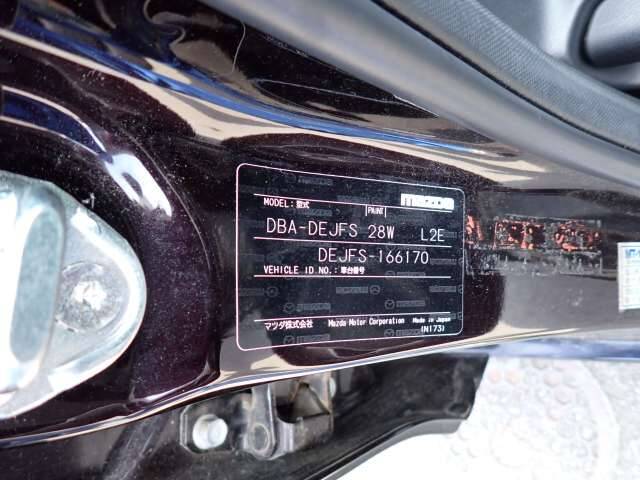 mazda
MODEL: 型式 PAINT
DBA-DEJFS 28W L2E
DEJFS-166170
VEHICLE ID NO.: 車台番号
マツダ株式会社 Mazda Motor Corporation Made in Japan
(N173)